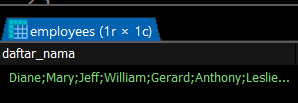 employees (1r × 1c)
daftar_nama
Diane;Mary;Jeff;William;Gerard;Anthony;Leslie...